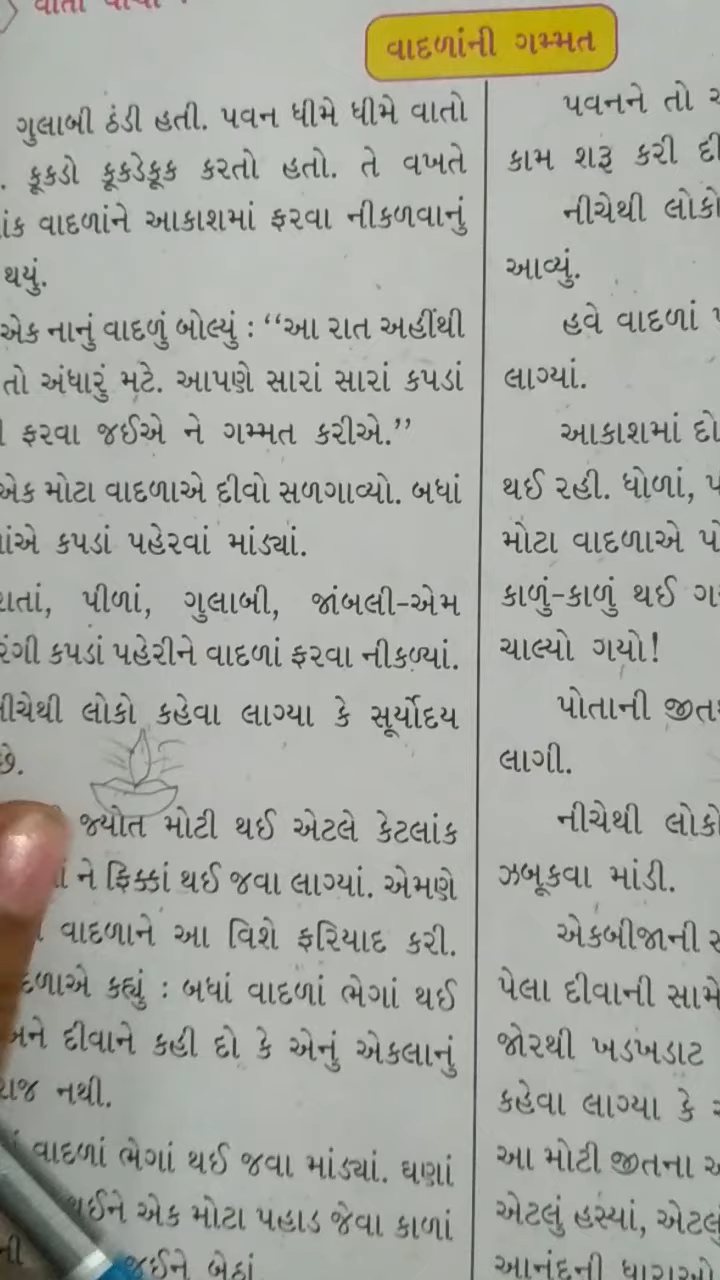 વાદળાંની ગમ્મત
ગુલાબી ઠંડી હતી. પવન ધીમે ધીમે વાતો
. કૂકડો કૂકડેકૂક કરતો હતો. તે વખતે
વાદળાંને આકાશમાં ફરવા નીકળવાનું
થયું.
એક નાનું વાદળું બોલ્યું : “આ રાત અહીંથી
તો અંધારું મટે. આપણે સારાં સારાં કપડાં
ફરવા જઈએ ને ગમ્મત કરીએ.”
એક મોટા વાદળાએ દીવો સળગાવ્યો. બધાં
કપડાં પહેરવાં માંડ્યાં.
પીળાં, ગુલાબી, જાંબલી-એમ
કપડાં પહેરીને વાદળાં ફરવા નીકળ્યાં.
લોકો કહેવા લાગ્યા કે સૂર્યોદય
છે.
જ્યોત મોટી થઈ એટલે કેટલાંક
ને ફિક્કાં થઈ જવા લાગ્યાં. એમણે
વાદળાને આ વિશે ફરિયાદ કરી.
કહ્યું : બધાં વાદળાં ભેગાં થઈ
દીવાને કહી દો કે એનું એકલાનું
નથી.
વાદળાં ભેગાં થઈ જવા માંડ્યાં. ઘણાં
એક મોટા પહાડ જેવા કાળાં
જઈને બેઠાં
પવનને તો
કામ શરૂ કરી
નીચેથી લોકો
આવ્યું.
હવે વાદળાં
લાગ્યાં.
આકાશમાં
થઈ રહી. ધોળાં,
મોટા વાદળાએ
કાળું-કાળું થઈ
ચાલ્યો ગયો!
પોતાની
લાગી.
નીચેથી લોકો
ઝબૂકવા માંડી.
એકબીજાની
પેલા દીવાની સામે
જોરથી ખડખડાટ
કહેવા લાગ્યા કે
આ મોટી જીતના
એટલું હસ્યાં,
આનંદની